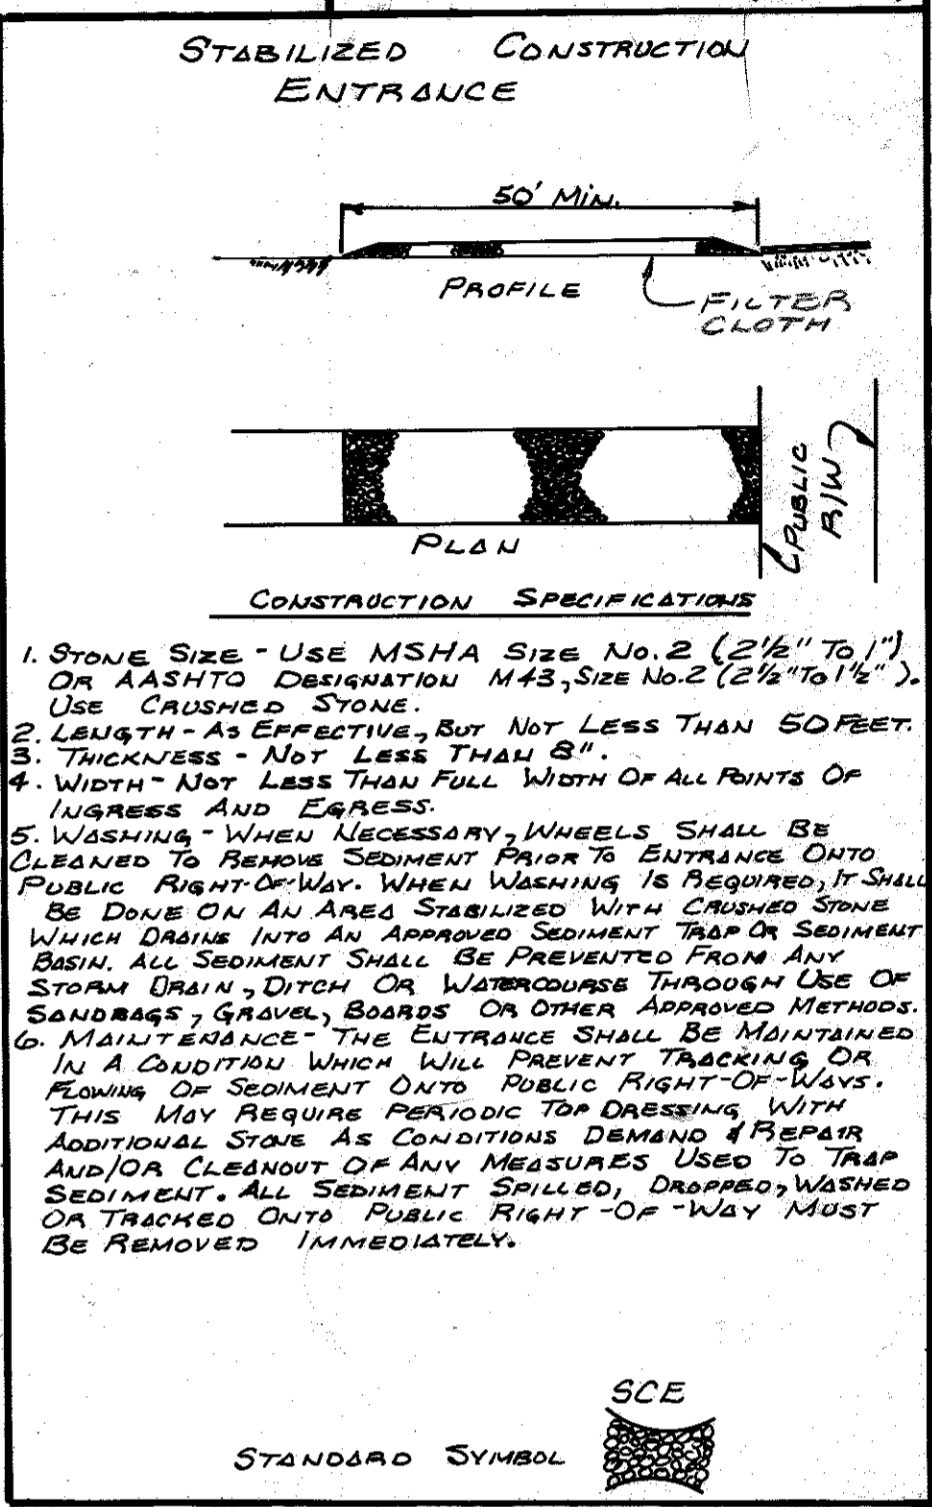 STABILIZED CONSTRUCTION
ENTRANCE
50' MIN.
PROFILE
FILTER
CLOTH
PUBLIC
R/W
PLAN
CONSTRUCTION SPECIFICATIONS
1. STONE SIZE - USE MSHA SIZE No. 2 (2 1/2" TO 1")
OR AASHTO DESIGNATION M43, SIZE No. 2 (2 1/2" TO 1 1/2").
USE CRUSHED STONE.
2. LENGTH - AS EFFECTIVE, BUT NOT LESS THAN 50 FEET.
3. THICKNESS - NOT LESS THAN 8".
4. WIDTH - NOT LESS THAN FULL WIDTH OF ALL POINTS OF
INGRESS AND EGRESS.
5. WASHING - WHEN NECESSARY, WHEELS SHALL BE
CLEANED TO REMOVE SEDIMENT PRIOR TO ENTRANCE ONTO
PUBLIC RIGHT-OF-WAY. WHEN WASHING IS REQUIRED, IT SHALL
BE DONE ON AN AREA STABILIZED WITH CRUSHED STONE
WHICH DRAINS INTO AN APPROVED SEDIMENT TRAP OR SEDIMENT
BASIN. ALL SEDIMENT SHALL BE PREVENTED FROM ANY
STORM DRAIN, DITCH OR WATERCOURSE THROUGH USE OF
SANDBAGS, GRAVEL, BOARDS OR OTHER APPROVED METHODS.
6. MAINTENANCE - THE ENTRANCE SHALL BE MAINTAINED
IN A CONDITION WHICH WILL PREVENT TRACKING OR
FLOWING OF SEDIMENT ONTO PUBLIC RIGHT-OF-WAYS.
THIS MAY REQUIRE PERIODIC TOP DRESSING WITH
ADDITIONAL STONE AS CONDITIONS DEMAND & REPAIR
AND/OR CLEANOUT OF ANY MEASURES USED TO TRAP
SEDIMENT. ALL SEDIMENT SPILLED, DROPPED, WASHED
OR TRACKED ONTO PUBLIC RIGHT-OF-WAY MUST
BE REMOVED IMMEDIATELY.
SCE
STANDARD SYMBOL